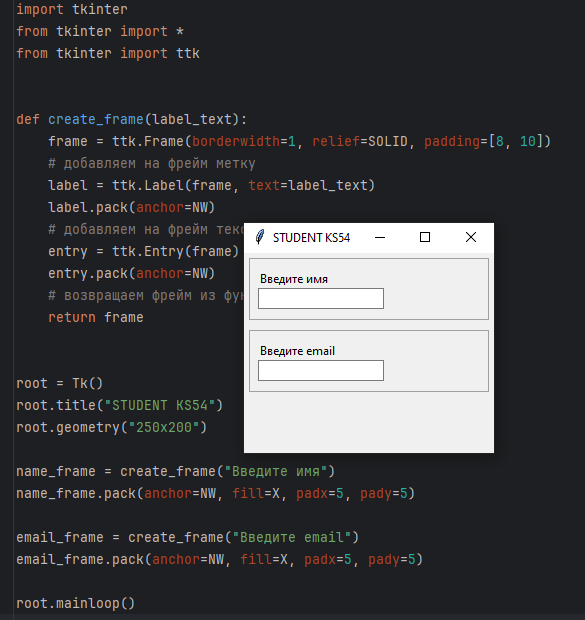 import tkinter
from tkinter import *
from tkinter import ttk
def create_frame(label_text):
    frame = ttk.Frame(borderwidth=1, relief=SOLID, padding=[8, 10])
    # добавляем на фрейм метку
    label = ttk.Label(frame, text=label_text)
    label.pack(anchor=NW)
    # добавляем на фрейм
    entry = ttk.Entry(frame)
    entry.pack(anchor=NW)
    # возвращаем фрейм из
    return frame
STUDENT KS54
Введите имя
Введите email
root = Tk()
root.title("STUDENT KS54")
root.geometry("250x200")
name_frame = create_frame("Введите имя")
name_frame.pack(anchor=NW, fill=X, padx=5, pady=5)
email_frame = create_frame("Введите email")
email_frame.pack(anchor=NW, fill=X, padx=5, pady=5)
root.mainloop()